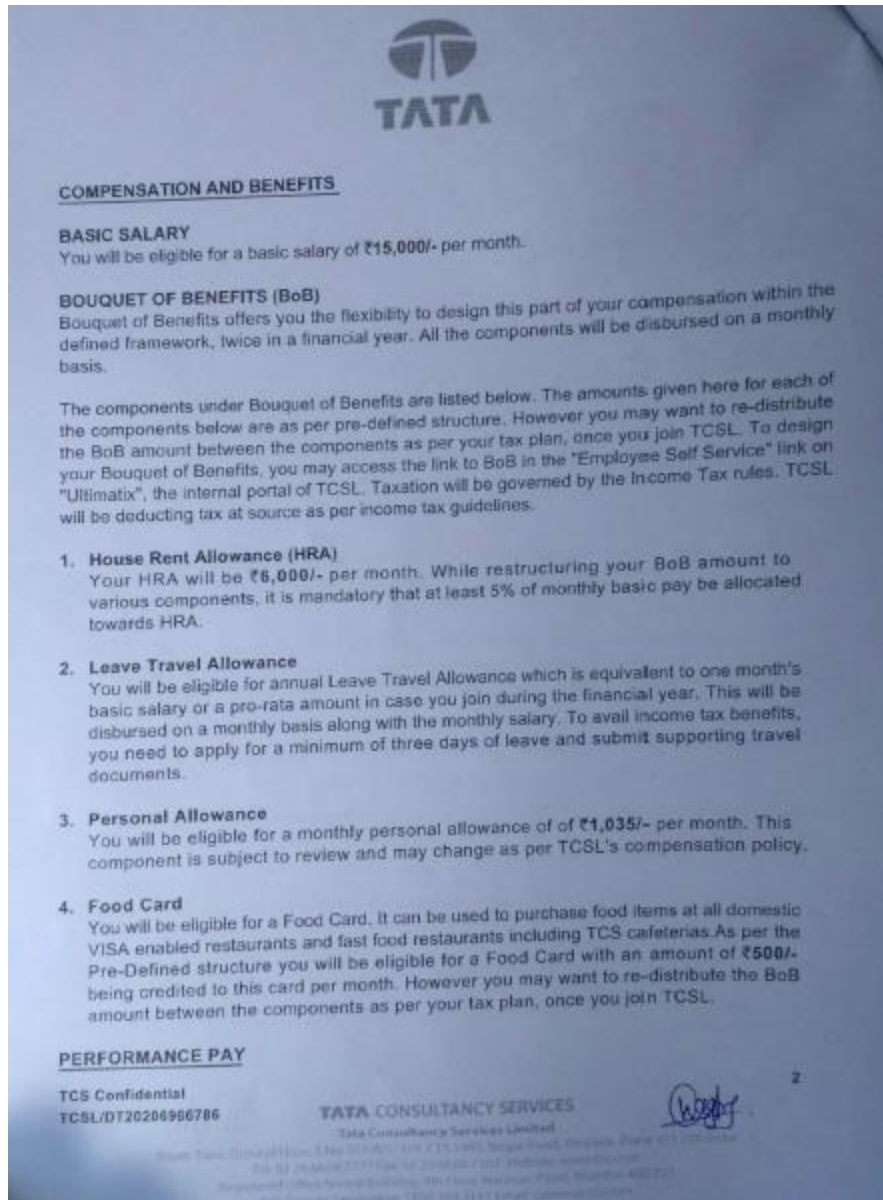 TATA
COMPENSATION AND BENEFITS
BASIC SALARY
You will be eligible for a basic salary of ₹15,000/- per month.
BOUQUET OF BENEFITS (BoB)
Bouquet of Benefits offers you the flexibility to design this part of your compensation within the
defined framework, twice in a financial year. All the components will be disbursed on a monthly
basis.
The components under Bouquet of Benefits are listed below. The amounts given here for each of
the components below are as per pre-defined structure. However you may want to re-distribute
the BoB amount between the components as per your tax plan, once you join TCSL. To design
your Bouquet of Benefits, you may access the link to BoB in the "Employee Self Service" link on
"Ultimatix", the internal portal of TCSL. Taxation will be governed by the Income Tax rules. TCSL
will be deducting tax at source as per income tax guidelines.
1. House Rent Allowance (HRA)
Your HRA will be ₹6,000/- per month. While restructuring your BoB amount to
various components, it is mandatory that at least 5% of monthly basic pay be allocated
towards HRA.
2. Leave Travel Allowance
You will be eligible for annual Leave Travel Allowance which is equivalent to one month's
basic salary or a pro-rata amount in case you join during the financial year. This will be
disbursed on a monthly basis along with the monthly salary. To avail income tax benefits,
you need to apply for a minimum of three days of leave and submit supporting travel
documents.
3. Personal Allowance
You will be eligible for a monthly personal allowance of of ₹1,035/- per month. This
component is subject to review and may change as per TCSL's compensation policy.
4. Food Card
You will be eligible for a Food Card. It can be used to purchase food items at all domestic
VISA enabled restaurants and fast food restaurants including TCS cafeterias.As per the
Pre-Defined structure you will be eligible for a Food Card with an amount of ₹500/-
being credited to this card per month. However you may want to re-distribute the BoB
amount between the components as per your tax plan, once you join TCSL.
PERFORMANCE PAY
2
TCS Confidential
TCSL/DT20206966786
TATA CONSULTANCY SERVICES
Tata Consultancy Services Limited